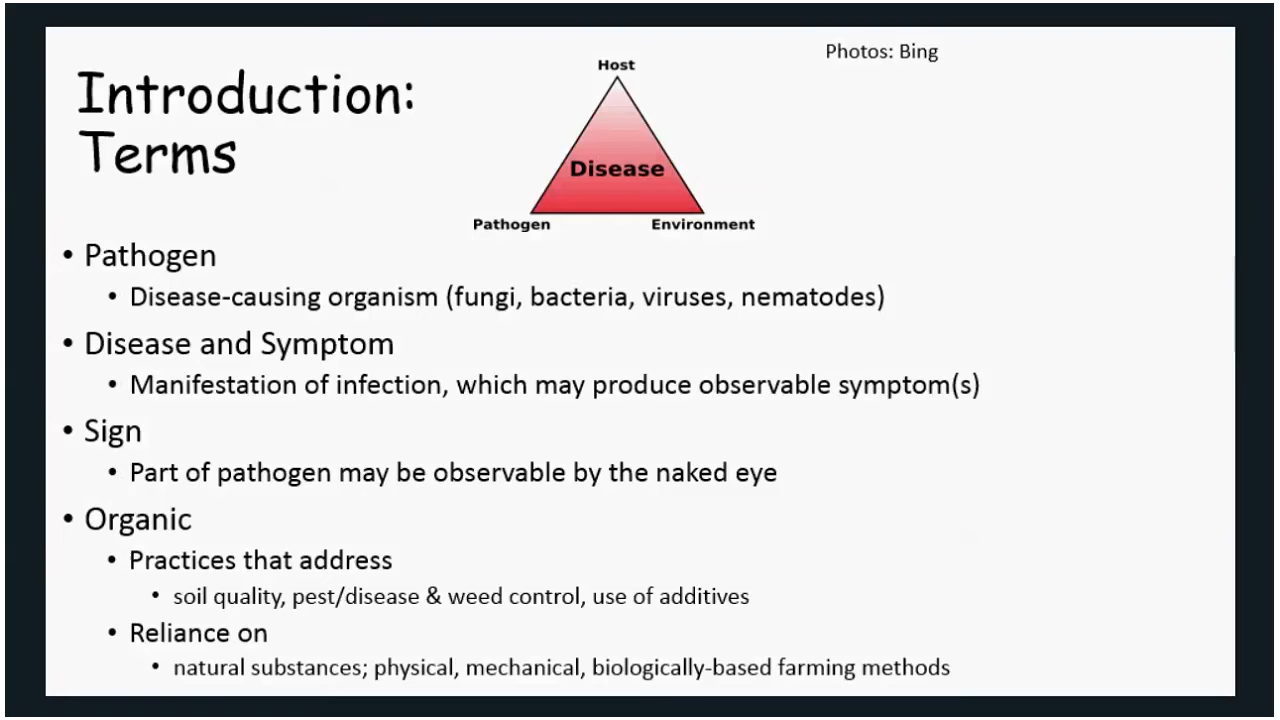 Photos: Bing
Introduction:
Terms
Host
Disease
Pathogen
Environment
• Pathogen
• Disease-causing organism (fungi, bacteria, viruses, nematodes)
• Disease and Symptom
• Manifestation of infection, which may produce observable symptom(s)
• Sign
• Part of pathogen may be observable by the naked eye
• Organic
• Practices that address
• soil quality, pest/disease & weed control, use of additives
• Reliance on
• natural substances; physical, mechanical, biologically-based farming methods